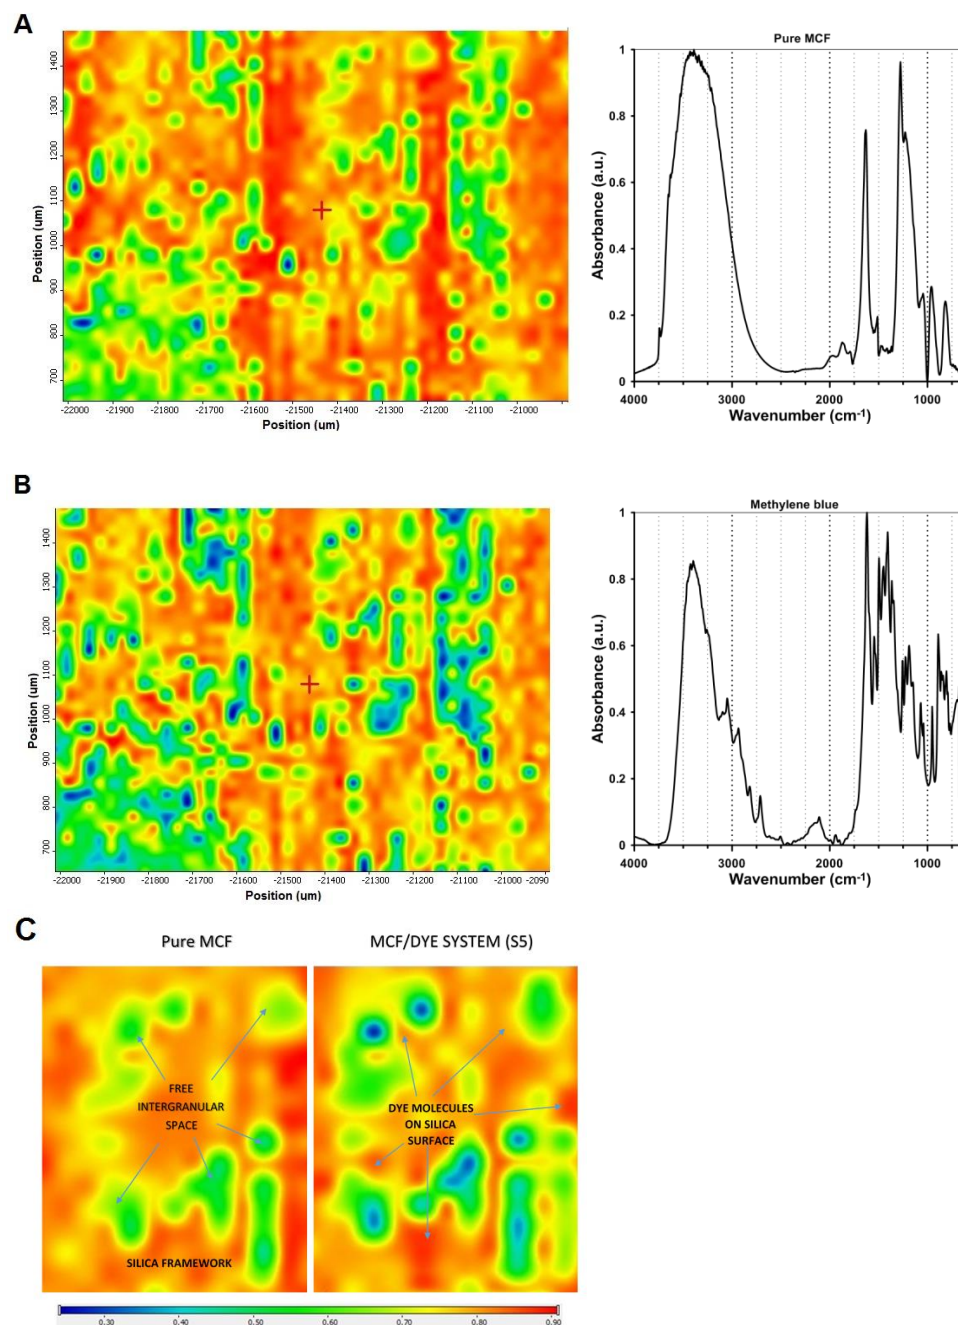 A
Pure MCF
Position (um)
1400
1300
1200
1100
1000
900
800
700
-22000 -21900 -21800 -21700 -21600 -21500 -21400 -21300 -21200 -21100 -21000
Position (um)
Absorbance (a.u.)
1
0.8
0.6
0.4
0.2
0
4000 3000 2000 1000
Wavenumber (cm-1)
B
Methylene blue
Position (um)
1400
1300
1200
1100
1000
900
800
700
-22000 -21900 -21800 -21700 -21600 -21500 -21400 -21300 -21200 -21100 -21000 -2090
Position (um)
Absorbance (a.u.)
1
0.8
0.6
0.4
0.2
0
4000 3000 2000 1000
Wavenumber (cm-1)
C
Pure MCF
MCF/DYE SYSTEM (S5)
FREE
INTERGRANULAR
SPACE
SILICA FRAMEWORK
DYE MOLECULES
ON SILICA
SURFACE
0.30 0.40 0.50 0.60 0.70 0.80 0.90